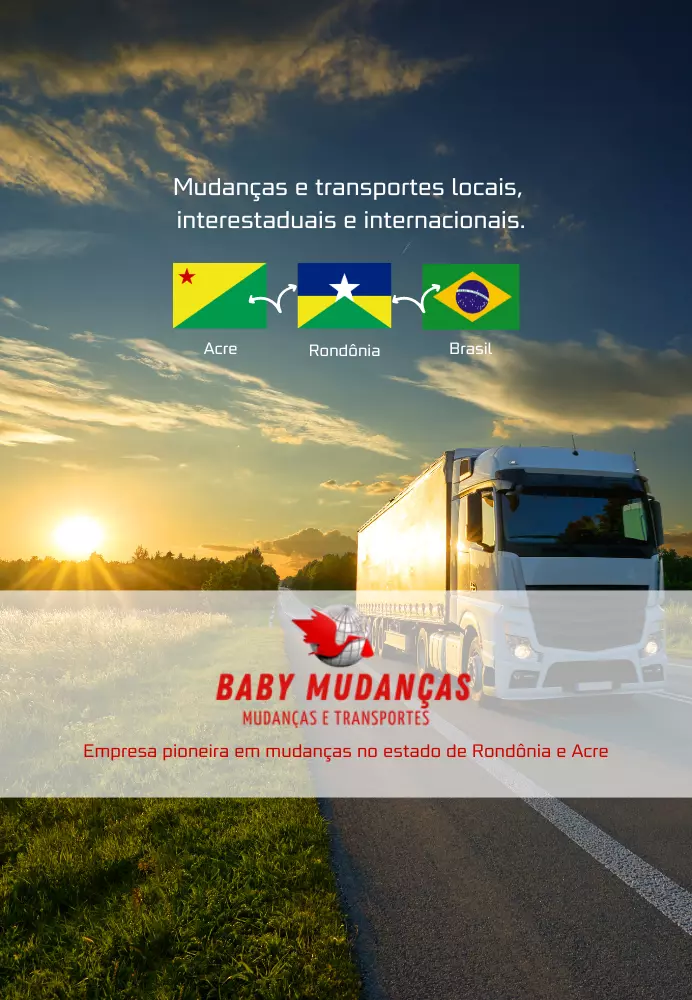 Mudanças e transportes locais,
interestaduais e internacionais.
Acre
Rondônia
Brasil
BABY MUDANÇAS
MUDANÇAS E TRANSPORTES
Empresa pioneira em mudanças no estado de Rondônia e Acre